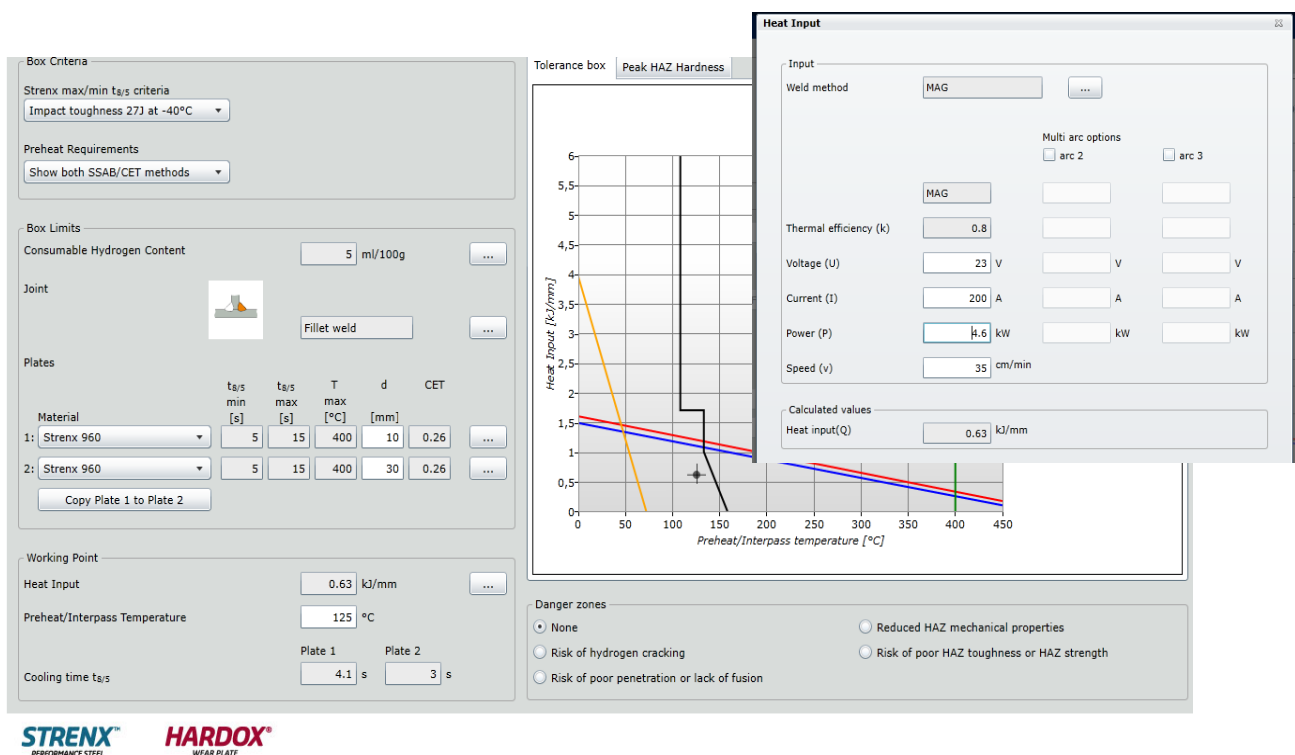 Heat Input
Input
Weld method MAG ...
Multi arc options
arc 2 arc 3
MAG
Thermal efficiency (k) 0.8
Voltage (U) 23 V V V
Current (I) 200 A A A
Power (P) 4.6 kW kW kW
Speed (v) 35 cm/min
Calculated values
Heat input(Q) 0.63 kJ/mm
Box Criteria
Strenx max/min t8/5 criteria
Impact toughness 27J at -40°C
Preheat Requirements
Show both SSAB/CET methods
Box Limits
Consumable Hydrogen Content 5 ml/100g ...
Joint
Fillet weld ...
Plates
t8/5 t8/5 T d CET
min max max
Material [s] [s] [°C] [mm]
1: Strenx 960 5 15 400 10 0.26 ...
2: Strenx 960 5 15 400 30 0.26 ...
Copy Plate 1 to Plate 2
Working Point
Heat Input 0.63 kJ/mm ...
Preheat/Interpass Temperature 125 °C
Plate 1 Plate 2
Cooling time t8/5 4.1 s 3 s
Tolerance box Peak HAZ Hardness
Heat Input [kJ/mm]
6
5,5
5
4,5
4
3,5
3
2,5
2
1,5
1
0,5
0
0 50 100 150 200 250 300 350 400 450
Preheat/Interpass temperature [°C]
Danger zones
None Reduced HAZ mechanical properties
Risk of hydrogen cracking Risk of poor HAZ toughness or HAZ strength
Risk of poor penetration or lack of fusion
STRENX™ HARDOX®
PERFORMANCE STEEL WEAR PLATE